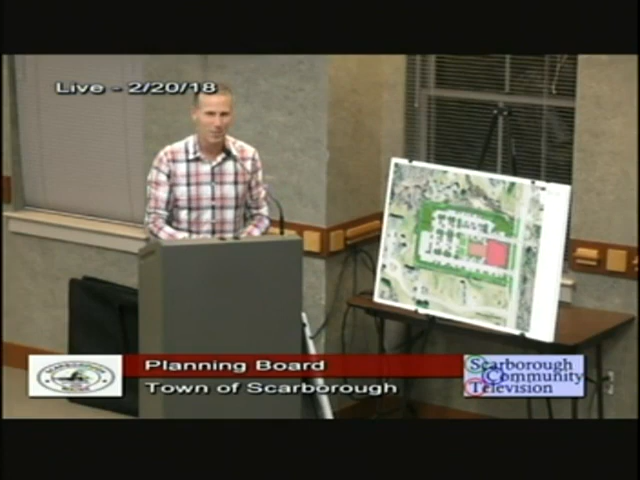 Live - 2/20/18
Planning Board
Town of Scarborough
Scarborough
Community
Television